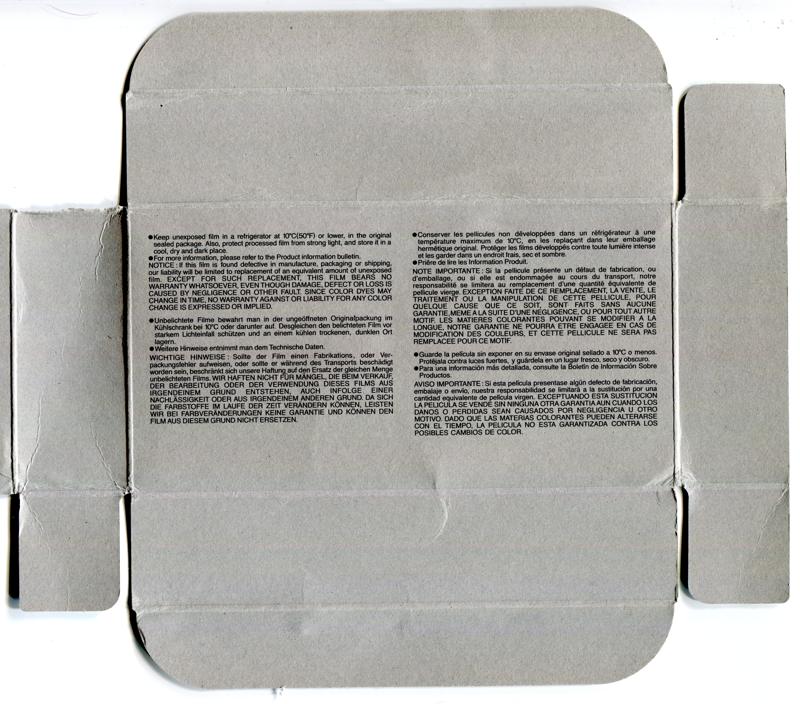 ●Keep unexposed film in a refrigerator at 10°C(50°F) or lower, in the original
sealed package. Also, protect processed film from strong light, and store it in a
cool, dry and dark place.
●For more information, please refer to the Product information bulletin.
NOTICE : If this film is found defective in manufacture, packaging or shipping,
our liability will be limited to replacement of an equivalent amount of unexposed
film. EXCEPT FOR SUCH REPLACEMENT, THIS FILM BEARS NO
WARRANTY WHATSOEVER, EVEN THOUGH DAMAGE, DEFECT OR LOSS IS
CAUSED BY NEGLIGENCE OR OTHER FAULT. SINCE COLOR DYES MAY
CHANGE IN TIME, NO WARRANTY AGAINST OR LIABILITY FOR ANY COLOR
CHANGE IS EXPRESSED OR IMPLIED.
●Unbelichtete Filme bewahrt man in der ungeöffneten Originalpackung im
Kühlschrank bei 10°C oder darunter auf. Desgleichen den belichteten Film vor
starkem Lichteinfall schützen und an einem kühlen trockenen, dunklen Ort
lagern.
●Weitere Hinweise entnimmt man dem Technische Daten.
WICHTIGE HINWEISE : Sollte der Film einen Fabrikations, oder Ver-
packungsfehler aufweisen, oder sollte er während des Transports beschädigt
worden sein, beschränkt sich unsere Haftung auf den Ersatz der gleichen Menge
unbelichteten Films. WIR HAFTEN NICHT FÜR MÄNGEL, DIE BEIM VERKAUF,
DER BEARBEITUNG ODER DER VERWENDUNG DIESES FILMS AUS
IRGENDEINEM GRUND ENTSTEHEN, AUCH INFOLGE EINER
NACHLÄSSIGKEIT ODER AUS IRGENDEINEM ANDEREN GRUND. DA SICH
DIE FARBSTOFFE IM LAUFE DER ZEIT VERÄNDERN KÖNNEN, LEISTEN
WIR BEI FARBVERÄNDERUNGEN KEINE GARANTIE UND KÖNNEN DEN
FILM AUS DIESEM GRUND NICHT ERSETZEN.
●Conserver les pellicules non développées dans un réfrigérateur à une
température maximum de 10°C, en les replaçant dans leur emballage
hermétique original. Protéger les films développés contre toute lumière intense
et les garder dans un endroit frais, sec et sombre.
●Prière de lire les Information Produit.
NOTE IMPORTANTE : Si la pellicule présente un défaut de fabrication, ou
d'emballage, ou si elle est endommagée au cours du transport, notre
responsabilité se limitera au remplacement d'une quantité équivalente de
pellicule vierge. EXCEPTION FAITE DE CE REMPLACEMENT, LA VENTE, LE
TRAITEMENT OU LA MANIPULATION DE CETTE PELLICULE, POUR
QUELQUE CAUSE QUE CE SOIT, SONT FAITS SANS AUCUNE
GARANTIE, MEME A LA SUITE D'UNE NEGLIGENCE, OU POUR TOUT AUTRE
MOTIF. LES MATIERES COLORANTES POUVANT SE MODIFIER A LA
LONGUE, NOTRE GARANTIE NE POURRA ETRE ENGAGEE EN CAS DE
MODIFICATION DES COULEURS, ET CETTE PELLICULE NE SERA PAS
REMPLACEE POUR CE MOTIF.
●Guarde la película sin exponer en su envase original sellado a 10°C o menos.
Protéjala contra luces fuertes, y guárdela en un lugar fresco, seco y obscuro.
●Para una información más detallada, consulte la Boletín de Información Sobre
Productos.
AVISO IMPORTANTE : Si esta película presentase algún defecto de fabricación,
embalaje o envío, nuestra responsabilidad se limitará a la sustitución por una
cantidad equivalente de película virgen. EXCEPTUANDO ESTA SUSTITUCION
LA PELICULA SE VENDE SIN NINGUNA OTRA GARANTIA AUN CUANDO LOS
DANOS O PERDIDAS SEAN CAUSADOS POR NEGLIGENCIA U OTRO
MOTIVO. DADO QUE LAS MATERIAS COLORANTES PUEDEN ALTERARSE
CON EL TIEMPO, LA PELICULA NO ESTA GARANTIZADA CONTRA LOS
POSIBLES CAMBIOS DE COLOR.